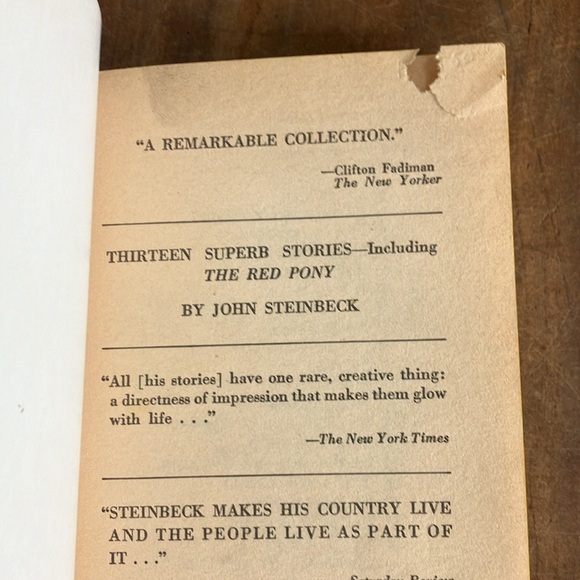 “A REMARKABLE COLLECTION.”
—Clifton Fadiman
The New Yorker
THIRTEEN SUPERB STORIES—Including
THE RED PONY
BY JOHN STEINBECK
“All [his stories] have one rare, creative thing:
a directness of impression that makes them glow
with life . . .”
—The New York Times
“STEINBECK MAKES HIS COUNTRY LIVE
AND THE PEOPLE LIVE AS PART OF
IT . . .”